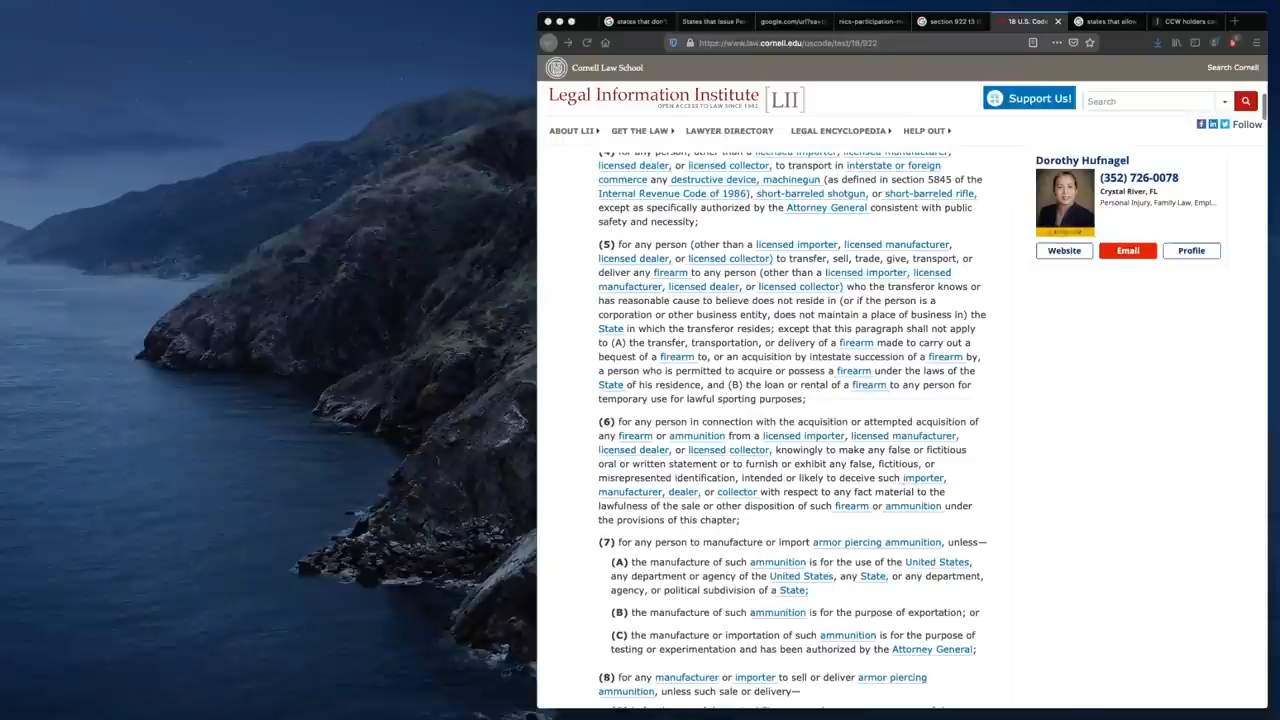 states that don'
States that Issue Pe
google.com/url?sa=
nics-participation-m
section 922 t3
18 U.S. Code
states that allow
CCW holders ca
https://www.law.cornell.edu/uscode/text/18/922
Cornell Law School
Search Cornell
Legal Information Institute [LII]
OPEN ACCESS TO LAW SINCE 1992
Support Us!
Search
Follow
ABOUT LII
GET THE LAW
LAWYER DIRECTORY
LEGAL ENCYCLOPEDIA
HELP OUT
(4) for any person, other than a licensed importer, licensed manufacturer,
licensed dealer, or licensed collector, to transport in interstate or foreign
commerce any destructive device, machinegun (as defined in section 5845 of the
Internal Revenue Code of 1986), short-barreled shotgun, or short-barreled rifle,
except as specifically authorized by the Attorney General consistent with public
safety and necessity;
(5) for any person (other than a licensed importer, licensed manufacturer,
licensed dealer, or licensed collector) to transfer, sell, trade, give, transport, or
deliver any firearm to any person (other than a licensed importer, licensed
manufacturer, licensed dealer, or licensed collector) who the transferor knows or
has reasonable cause to believe does not reside in (or if the person is a
corporation or other business entity, does not maintain a place of business in) the
State in which the transferor resides; except that this paragraph shall not apply
to (A) the transfer, transportation, or delivery of a firearm made to carry out a
bequest of a firearm to, or an acquisition by intestate succession of a firearm by,
a person who is permitted to acquire or possess a firearm under the laws of the
State of his residence, and (B) the loan or rental of a firearm to any person for
temporary use for lawful sporting purposes;
(6) for any person in connection with the acquisition or attempted acquisition of
any firearm or ammunition from a licensed importer, licensed manufacturer,
licensed dealer, or licensed collector, knowingly to make any false or fictitious
oral or written statement or to furnish or exhibit any false, fictitious, or
misrepresented identification, intended or likely to deceive such importer,
manufacturer, dealer, or collector with respect to any fact material to the
lawfulness of the sale or other disposition of such firearm or ammunition under
the provisions of this chapter;
(7) for any person to manufacture or import armor piercing ammunition, unless—
(A) the manufacture of such ammunition is for the use of the United States,
any department or agency of the United States, any State, or any department,
agency, or political subdivision of a State;
(B) the manufacture of such ammunition is for the purpose of exportation; or
(C) the manufacture or importation of such ammunition is for the purpose of
testing or experimentation and has been authorized by the Attorney General;
(8) for any manufacturer or importer to sell or deliver armor piercing
ammunition, unless such sale or delivery—
Dorothy Hufnagel
(352) 726-0078
Crystal River, FL
Personal Injury, Family Law, Empl...
Website
Email
Profile